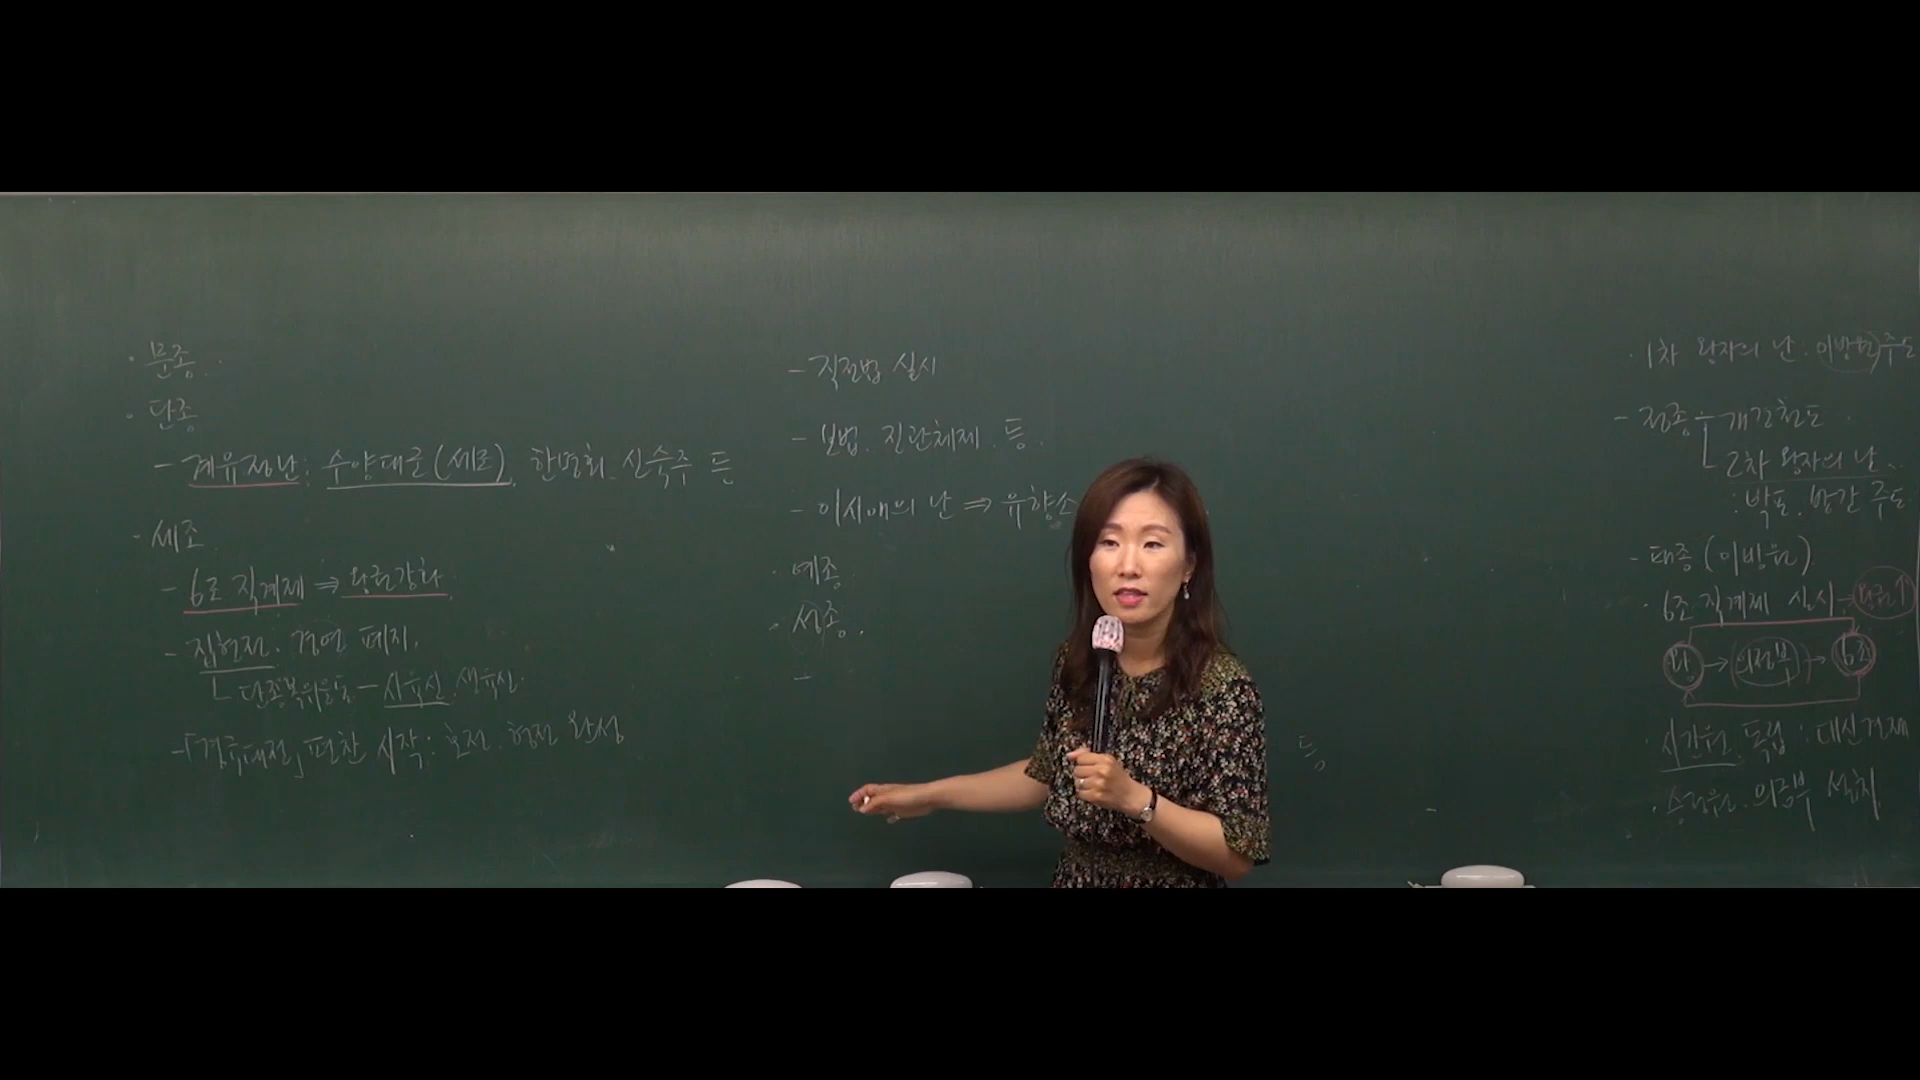 · 문종.
· 단종
- 계유정난 : 수양대군(세조), 한명회, 신숙주 등
· 세조
- 6조 직계제 ⇒ 왕권강화
- 집현전. 경연 폐지.
└ 단종복위운동 - 사육신, 생육신
- 「경국대전」 편찬 시작 : 호전. 형전 완성
- 직전법 실시
- 보법. 진관체제. 등.
- 이시애의 난 ⇒ 유향소
· 예종
· 성종.
-
등
· 1차 왕자의 난. 이방원 주도
- 정종 - 개경천도.
└ 2차 왕자의 난..
: 박포. 방간 주도
- 태종 (이방원)
· 6조 직계제 실시 → 왕권↑
왕 → 의정부 → 6조
· 사간원 독립 : 대신견제
· 승정원. 의금부 설치.